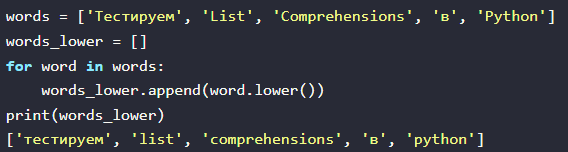 words = ['Тестируем', 'List', 'Comprehensions', 'в', 'Python']
words_lower = []
for word in words:
    words_lower.append(word.lower())
print(words_lower)
['тестируем', 'list', 'comprehensions', 'в', 'python']